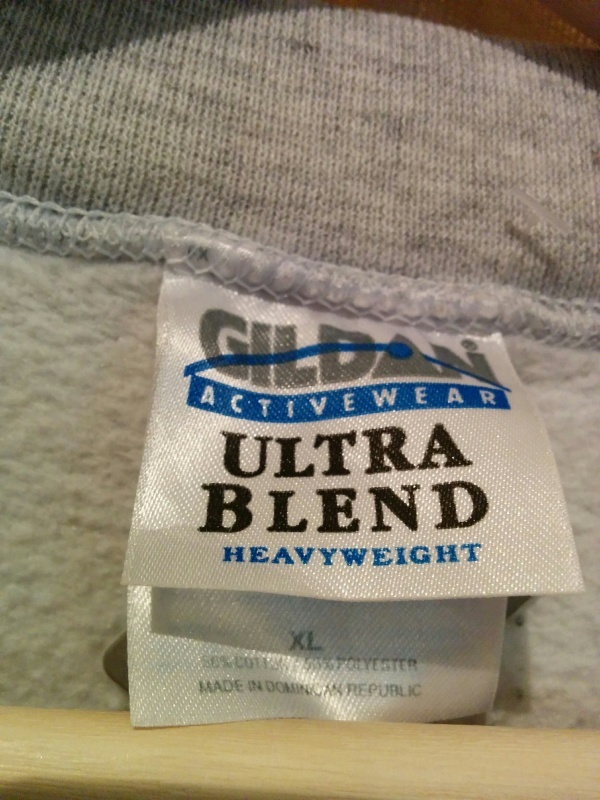 GILDAN®
ACTIVEWEAR
ULTRA
BLEND
HEAVYWEIGHT
XL
50% COTTON / 50% POLYESTER
MADE IN DOMINICAN REPUBLIC